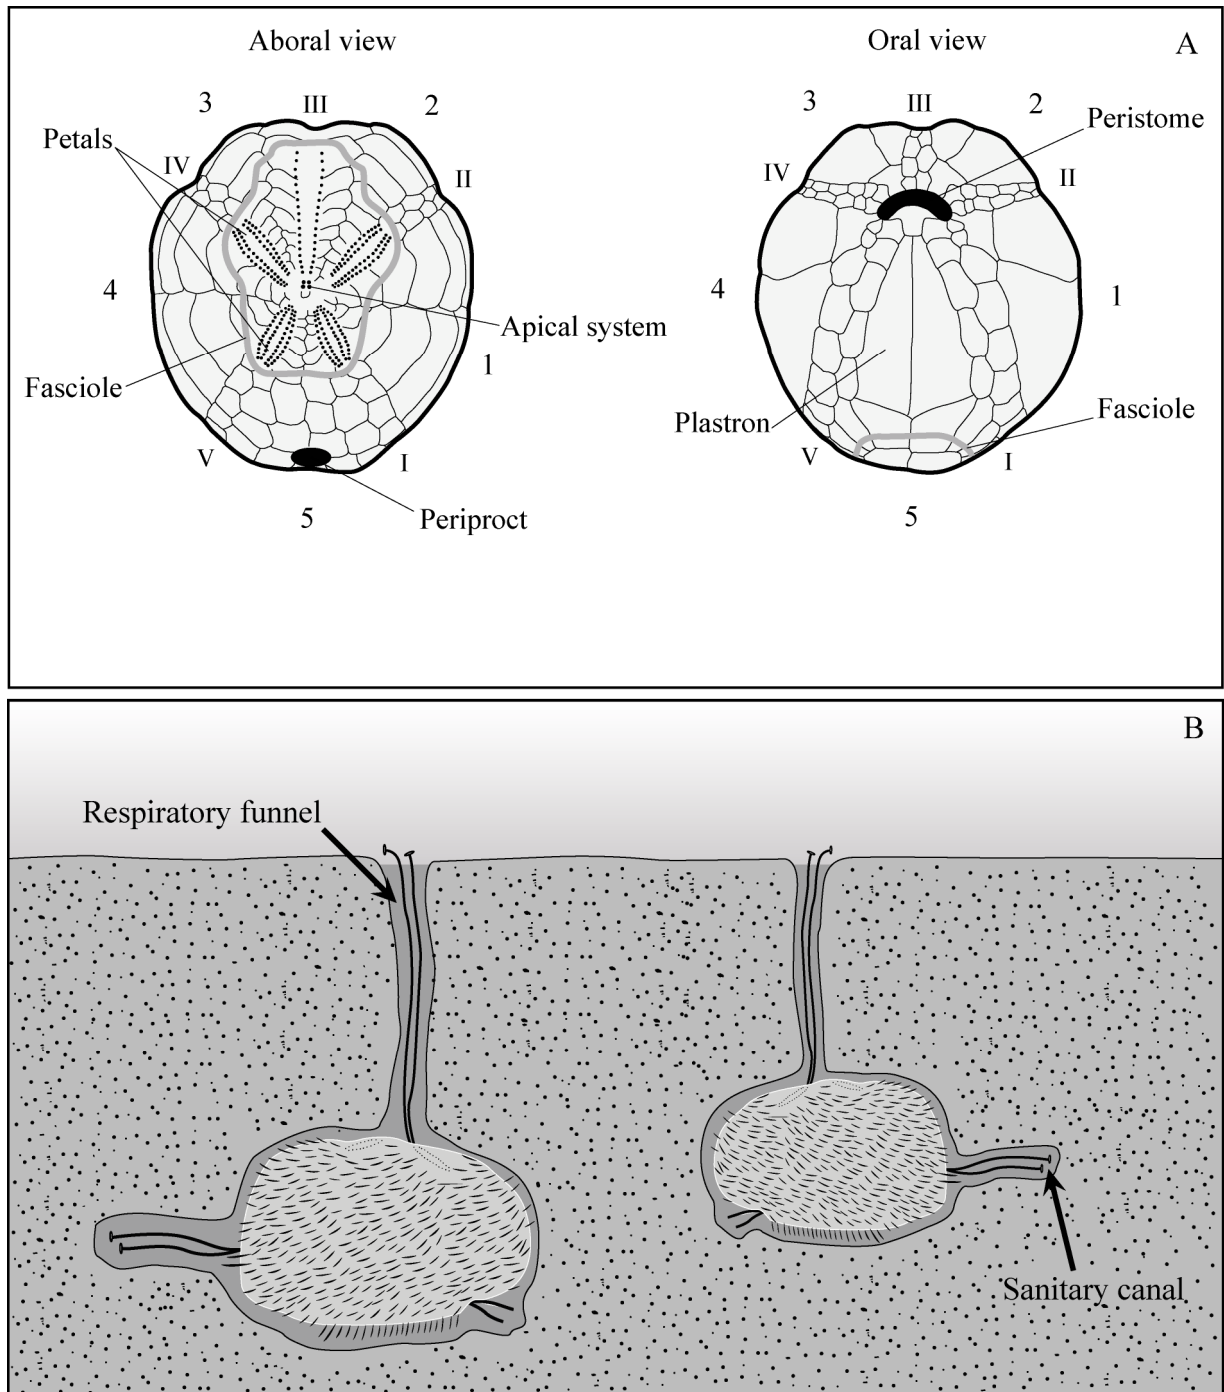 Aboral view
Oral view
A
3
III
2
3
III
2
Petals
Peristome
IV
II
IV
II
4
4
1
Apical system
1
Fasciole
Plastron
Fasciole
V
I
V
I
5
Periproct
5
B
Respiratory funnel
Sanitary canal